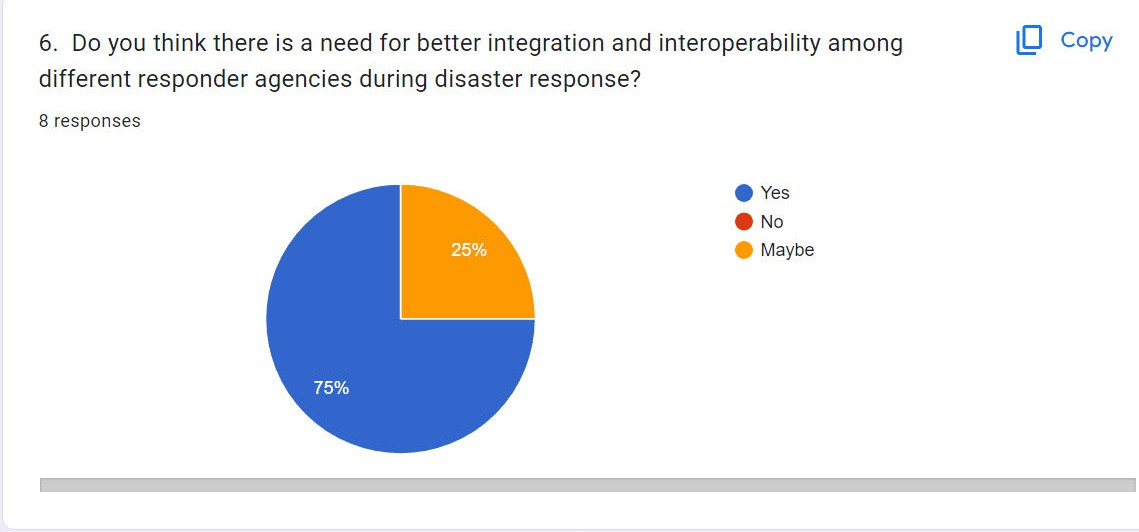 6. Do you think there is a need for better integration and interoperability among
different responder agencies during disaster response?
Copy
8 responses
Yes
No
Maybe
25%
75%